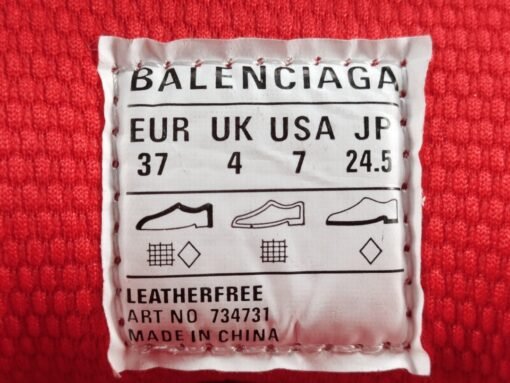 BALENCIAGA
EUR UK USA JP
37 4 7 24.5
LEATHERFREE
ART NO 734731
MADE IN CHINA